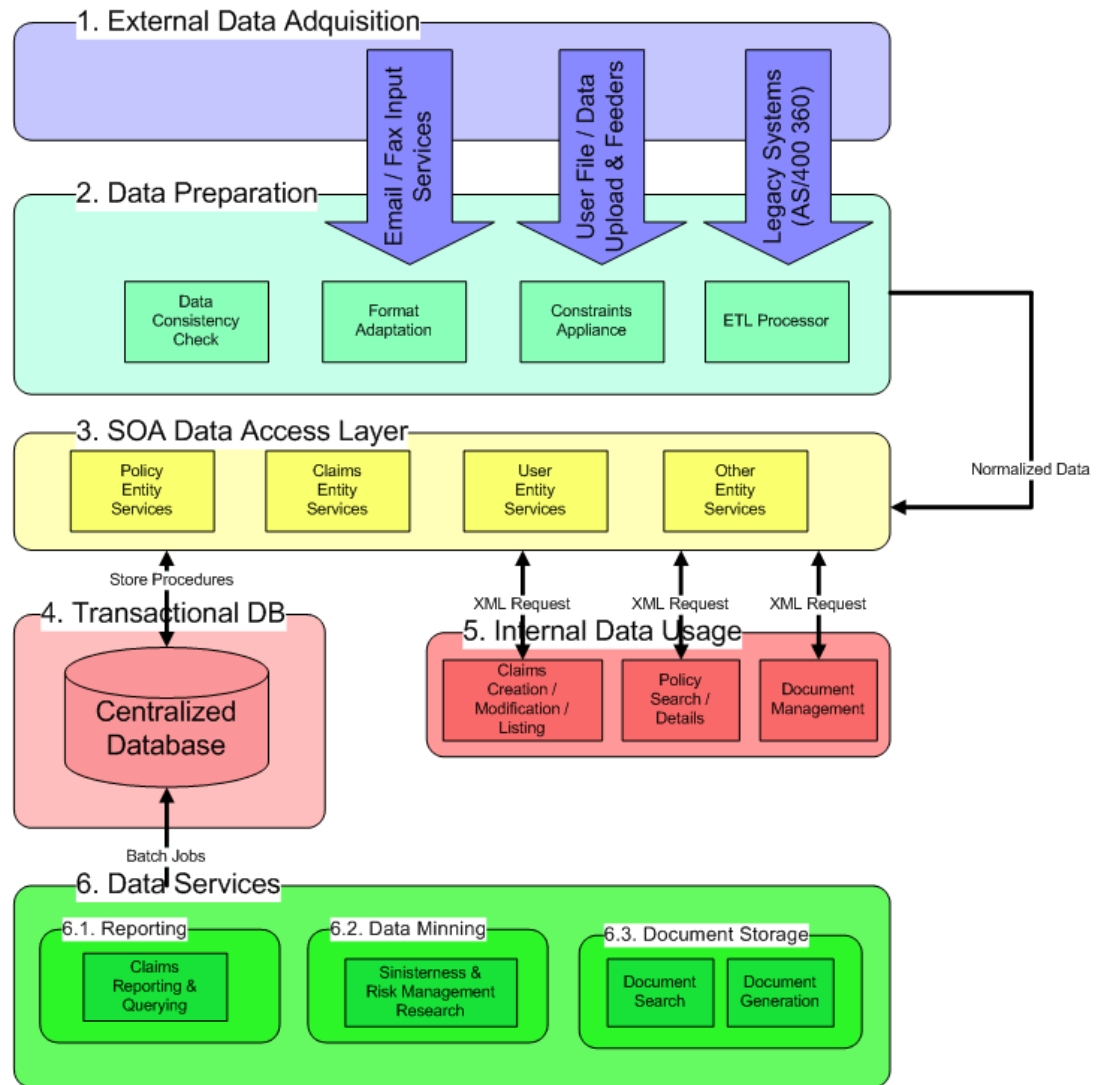 1. External Data Adquisition
Email / Fax Input
Services
User File / Data
Upload & Feeders
Legacy Systems
(AS/400 360)
2. Data Preparation
Data
Consistency
Check
Format
Adaptation
Constraints
Appliance
ETL Processor
Normalized Data
3. SOA Data Access Layer
Policy
Entity
Services
Claims
Entity
Services
User
Entity
Services
Other
Entity
Services
Store Procedures
XML Request
XML Request
XML Request
4. Transactional DB
Centralized
Database
5. Internal Data Usage
Claims
Creation /
Modification /
Listing
Policy
Search /
Details
Document
Management
Batch Jobs
6. Data Services
6.1. Reporting
Claims
Reporting &
Querying
6.2. Data Minning
Sinisterness &
Risk Management
Research
6.3. Document Storage
Document
Search
Document
Generation